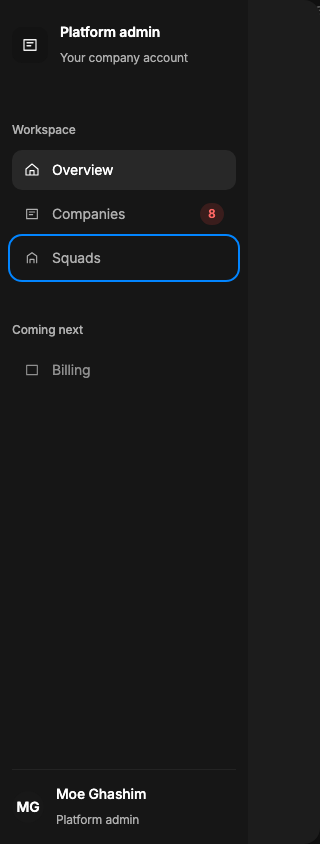 Platform admin
Your company account
Workspace
Overview
Companies 8
Squads
Coming next
Billing
MG
Moe Ghashim
Platform admin